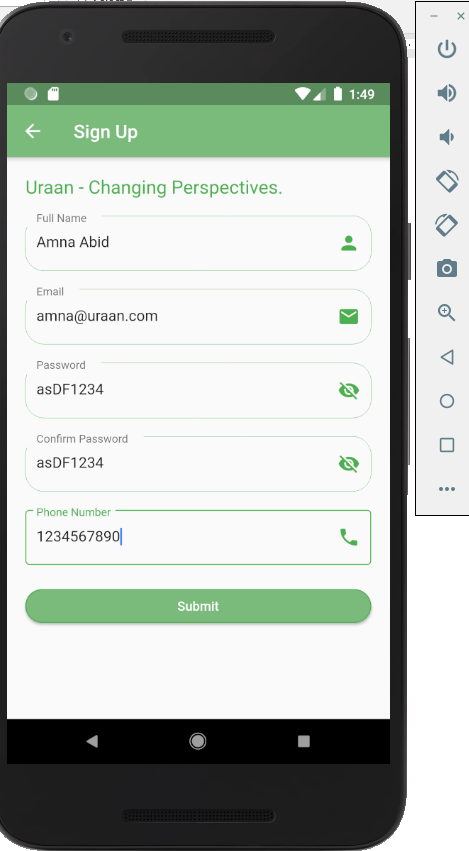 1:49
Sign Up
Uraan - Changing Perspectives.
Full Name
Amna Abid
Email
amna@uraan.com
Password
asDF1234
Confirm Password
asDF1234
Phone Number
1234567890
Submit